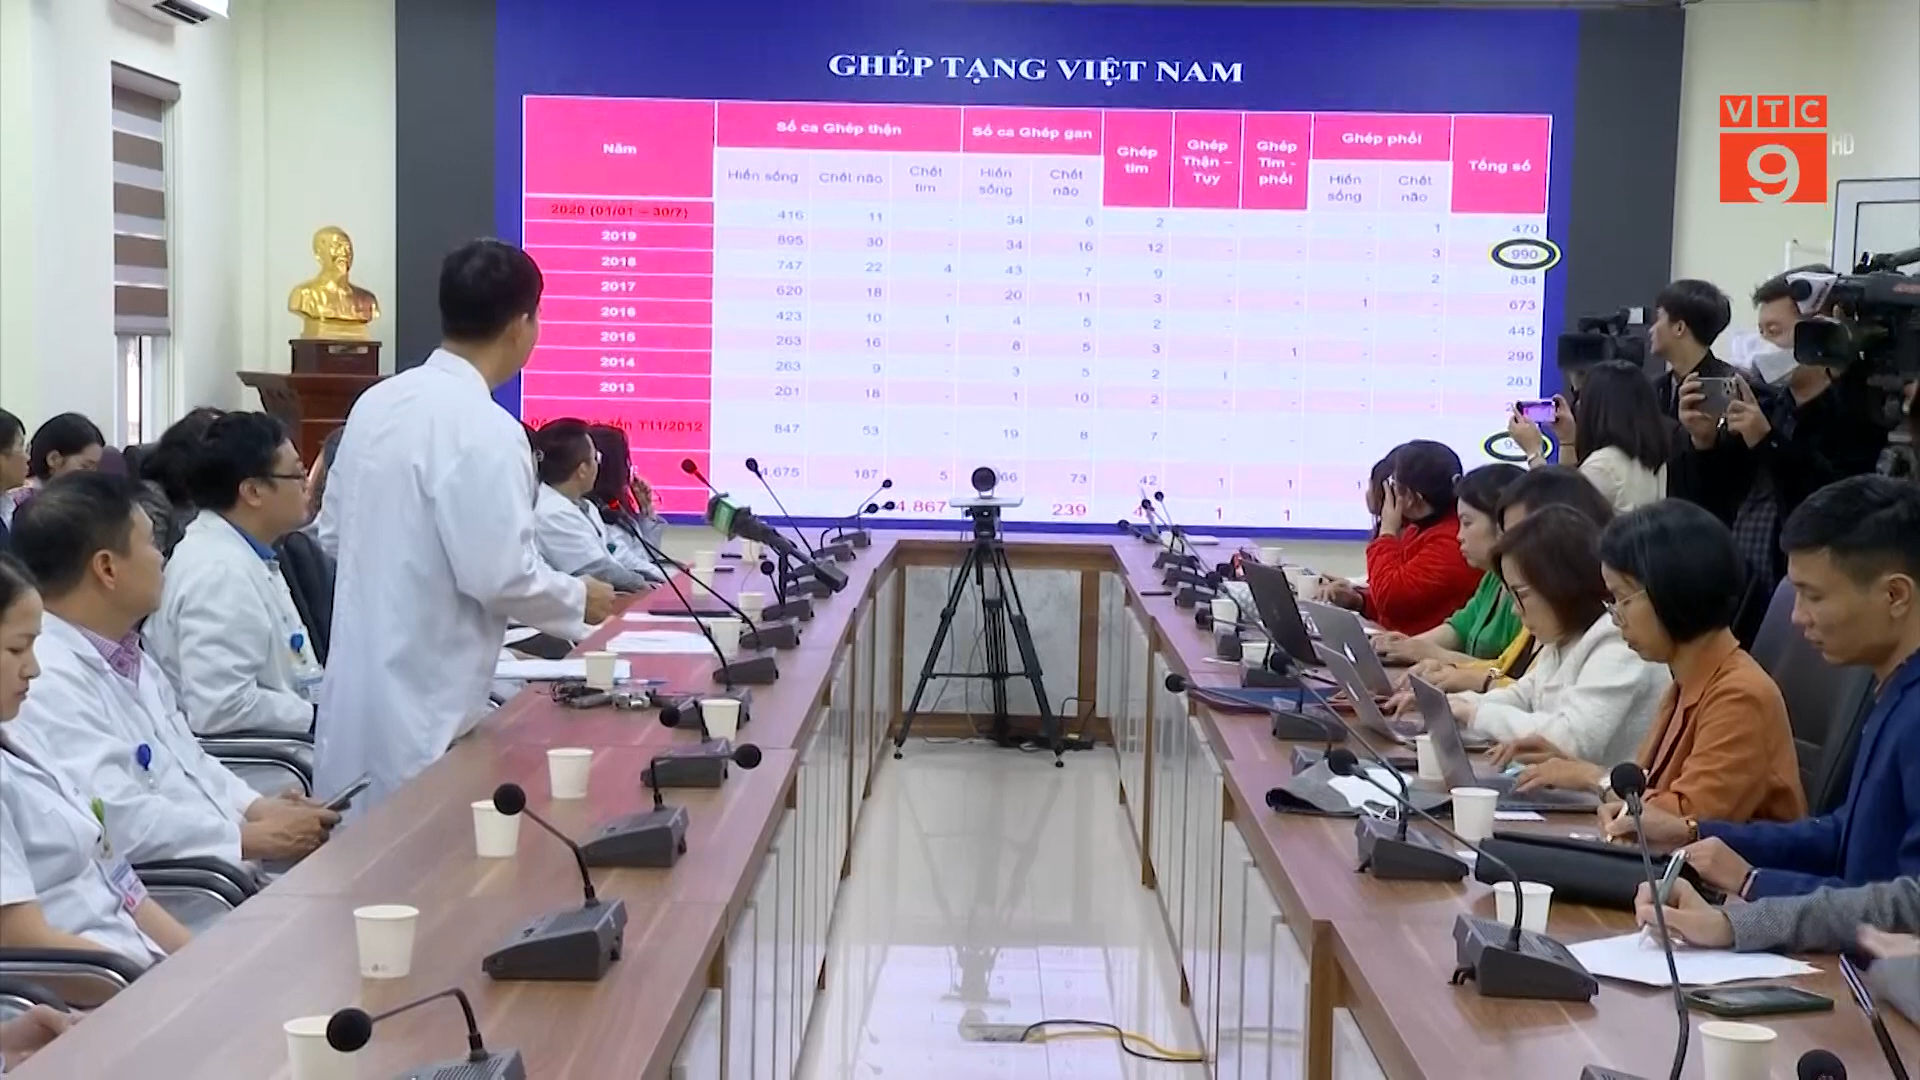 GHÉP TẠNG VIỆT NAM
VTC
9
HD
Năm
Số ca Ghép thận
Số ca Ghép gan
Ghép tim
Ghép Thận – Tụy
Ghép Tim - phổi
Ghép phổi
Tổng số
Hiến sống
Chết não
Chết tim
Hiến sống
Chết não
Hiến sống
Chết não
2020 (01/01 – 30/7) 416 11 - 34 6 2 - - - 1 470
2019 895 30 - 34 16 12 - - - 3 990
2018 747 22 4 43 7 9 - - - 2 834
2017 620 18 - 20 11 3 - - 1 - 673
2016 423 10 1 4 5 2 - - - - 445
2015 263 16 - 8 5 3 - 1 - - 296
2014 263 9 - 3 5 2 1 - - - 283
2013 201 18 - 1 10 2 - - - -
đến T11/2012 847 53 - 19 8 7 - - -
4.675 187 5 66 73 42 1 1 1
4.867 239 1 1